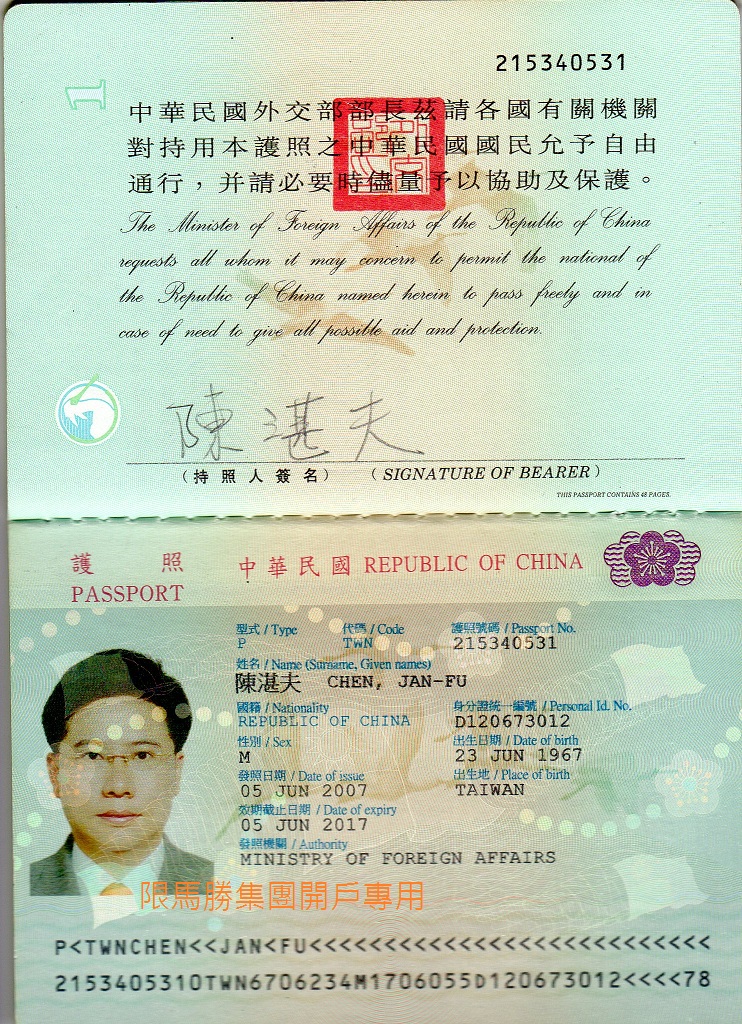 215340531
1
中華民國外交部部長茲請各國有關機關
對持用本護照之中華民國國民允予自由
通行，并請必要時儘量予以協助及保護。
The Minister of Foreign Affairs of the Republic of China
requests all whom it may concern to permit the national of
the Republic of China named herein to pass freely and in
case of need to give all possible aid and protection.
陳湛夫
（持照人簽名） （SIGNATURE OF BEARER）
THIS PASSPORT CONTAINS 48 PAGES.
護照 中華民國 REPUBLIC OF CHINA
PASSPORT
型式 / Type 代碼 / Code 護照號碼 / Passport No.
P TWN 215340531
姓名 / Name (Surname, Given names)
陳湛夫 CHEN, JAN-FU
國籍 / Nationality 身分證統一編號 / Personal Id. No.
REPUBLIC OF CHINA D120673012
性別 / Sex 出生日期 / Date of birth
M 23 JUN 1967
發照日期 / Date of issue 出生地 / Place of birth
05 JUN 2007 TAIWAN
效期截止日期 / Date of expiry
05 JUN 2017
發照機關 / Authority
MINISTRY OF FOREIGN AFFAIRS
限馬勝集團開戶專用
P<TWNCHEN<<JAN<FU<<<<<<<<<<<<<<<<<<<<<<<<<<<
2153405310TWN6706234M1706055D120673012<<<<78